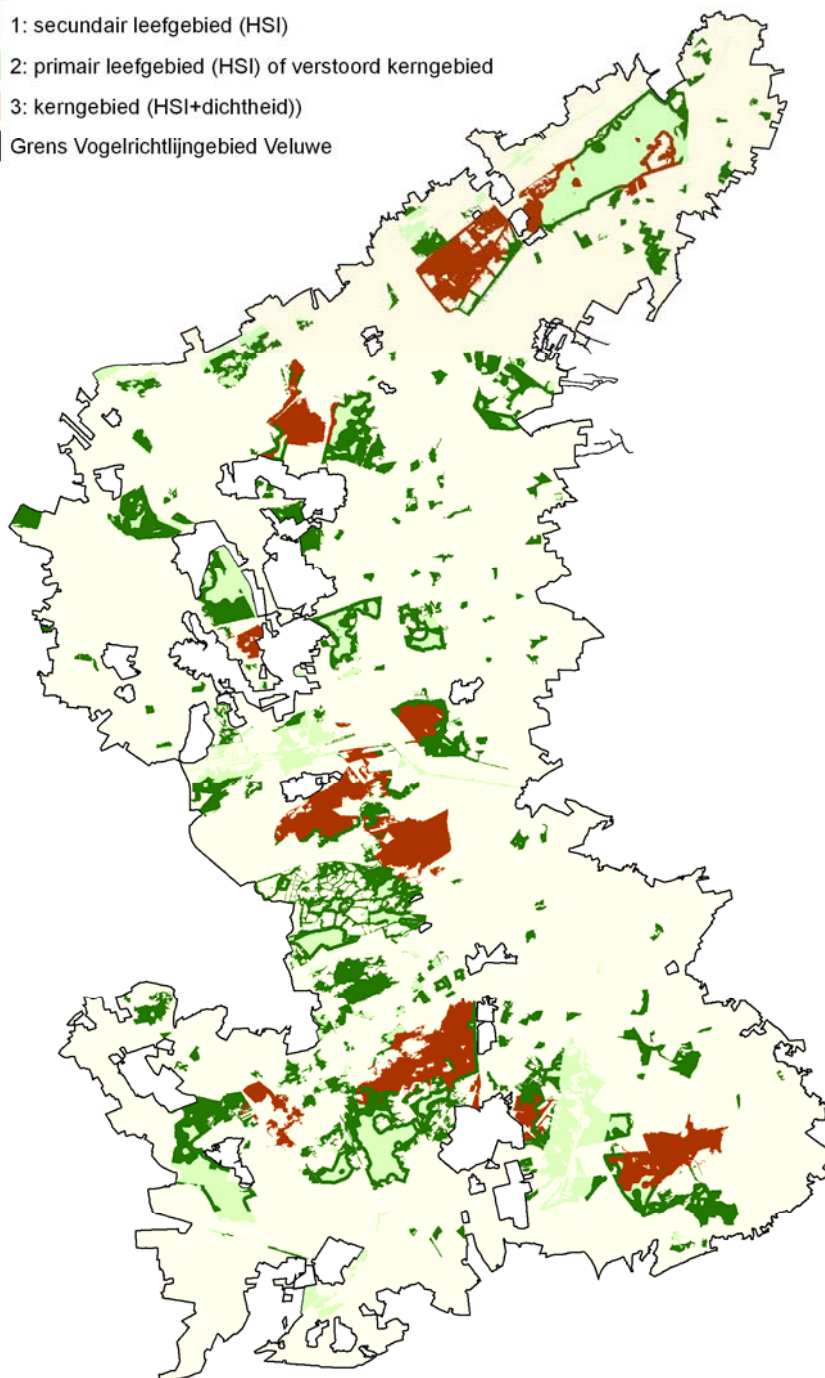 1: secundair leefgebied (HSI)
2: primair leefgebied (HSI) of verstoord kerngebied
3: kerngebied (HSI+dichtheid))
Grens Vogelrichtlijngebied Veluwe